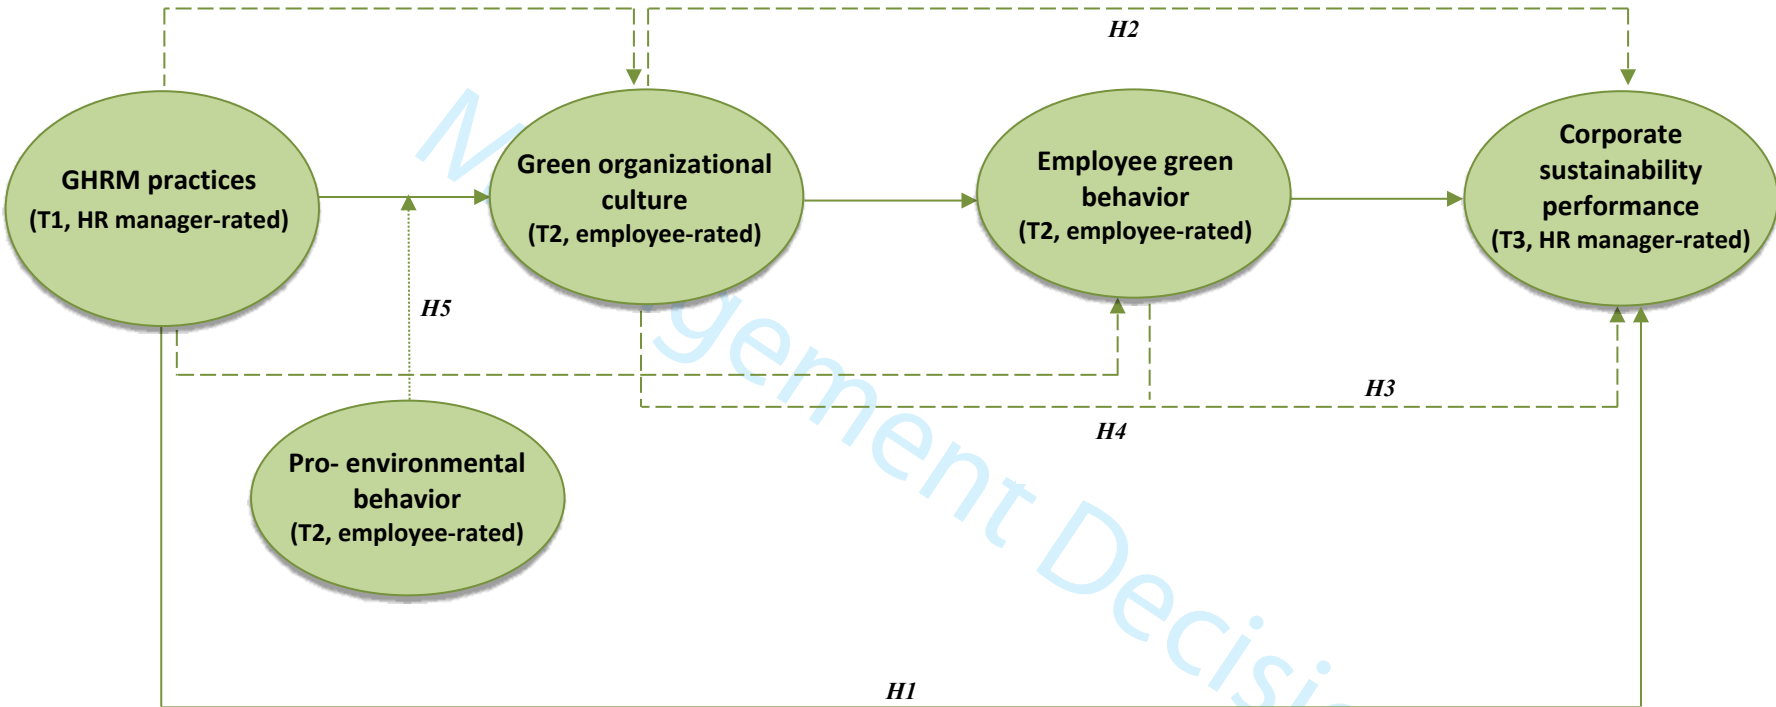 H2
GHRM practices
(T1, HR manager-rated)
Green organizational
culture
(T2, employee-rated)
Employee green
behavior
(T2, employee-rated)
Corporate
sustainability
performance
(T3, HR manager-rated)
H5
H3
H4
Pro- environmental
behavior
(T2, employee-rated)
H1